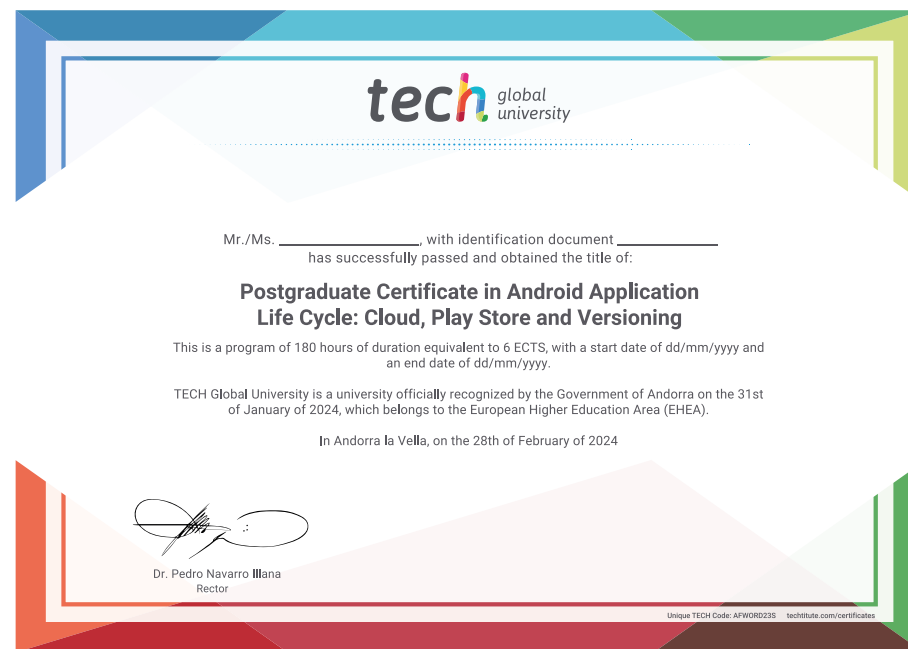 tech global university
Mr./Ms. ____________________, with identification document ______________
has successfully passed and obtained the title of:
Postgraduate Certificate in Android Application
Life Cycle: Cloud, Play Store and Versioning
This is a program of 180 hours of duration equivalent to 6 ECTS, with a start date of dd/mm/yyyy and
an end date of dd/mm/yyyy.
TECH Global University is a university officially recognized by the Government of Andorra on the 31st
of January of 2024, which belongs to the European Higher Education Area (EHEA).
In Andorra la Vella, on the 28th of February of 2024
Dr. Pedro Navarro Illana
Rector
Unique TECH Code: AFWORD23S techtitute.com/certificates